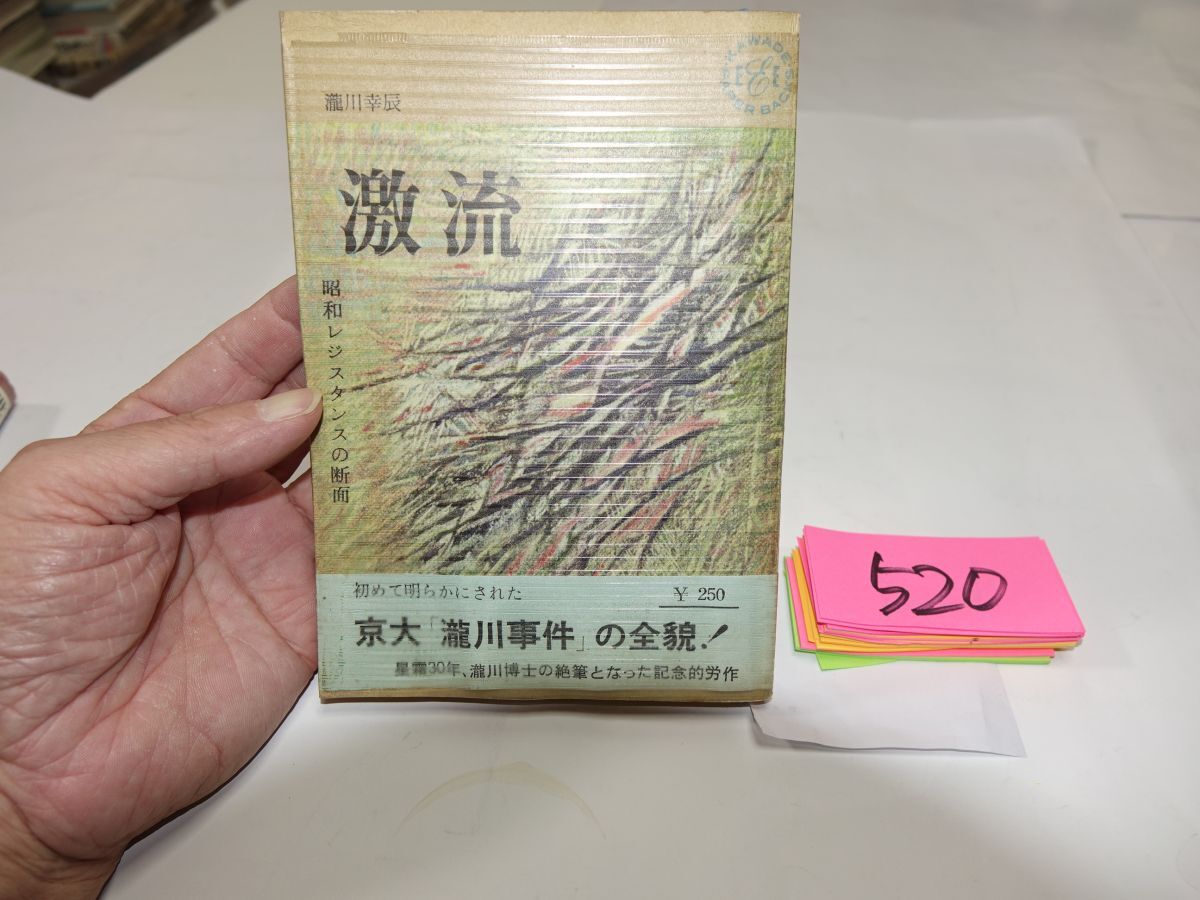 KAWADE PAPER BACKS
瀧川幸辰
激流
昭和レジスタンスの断面
初めて明らかにされた
¥ 250
京大「瀧川事件」の全貌!
星霜30年、瀧川博士の絶筆となった記念的労作
520